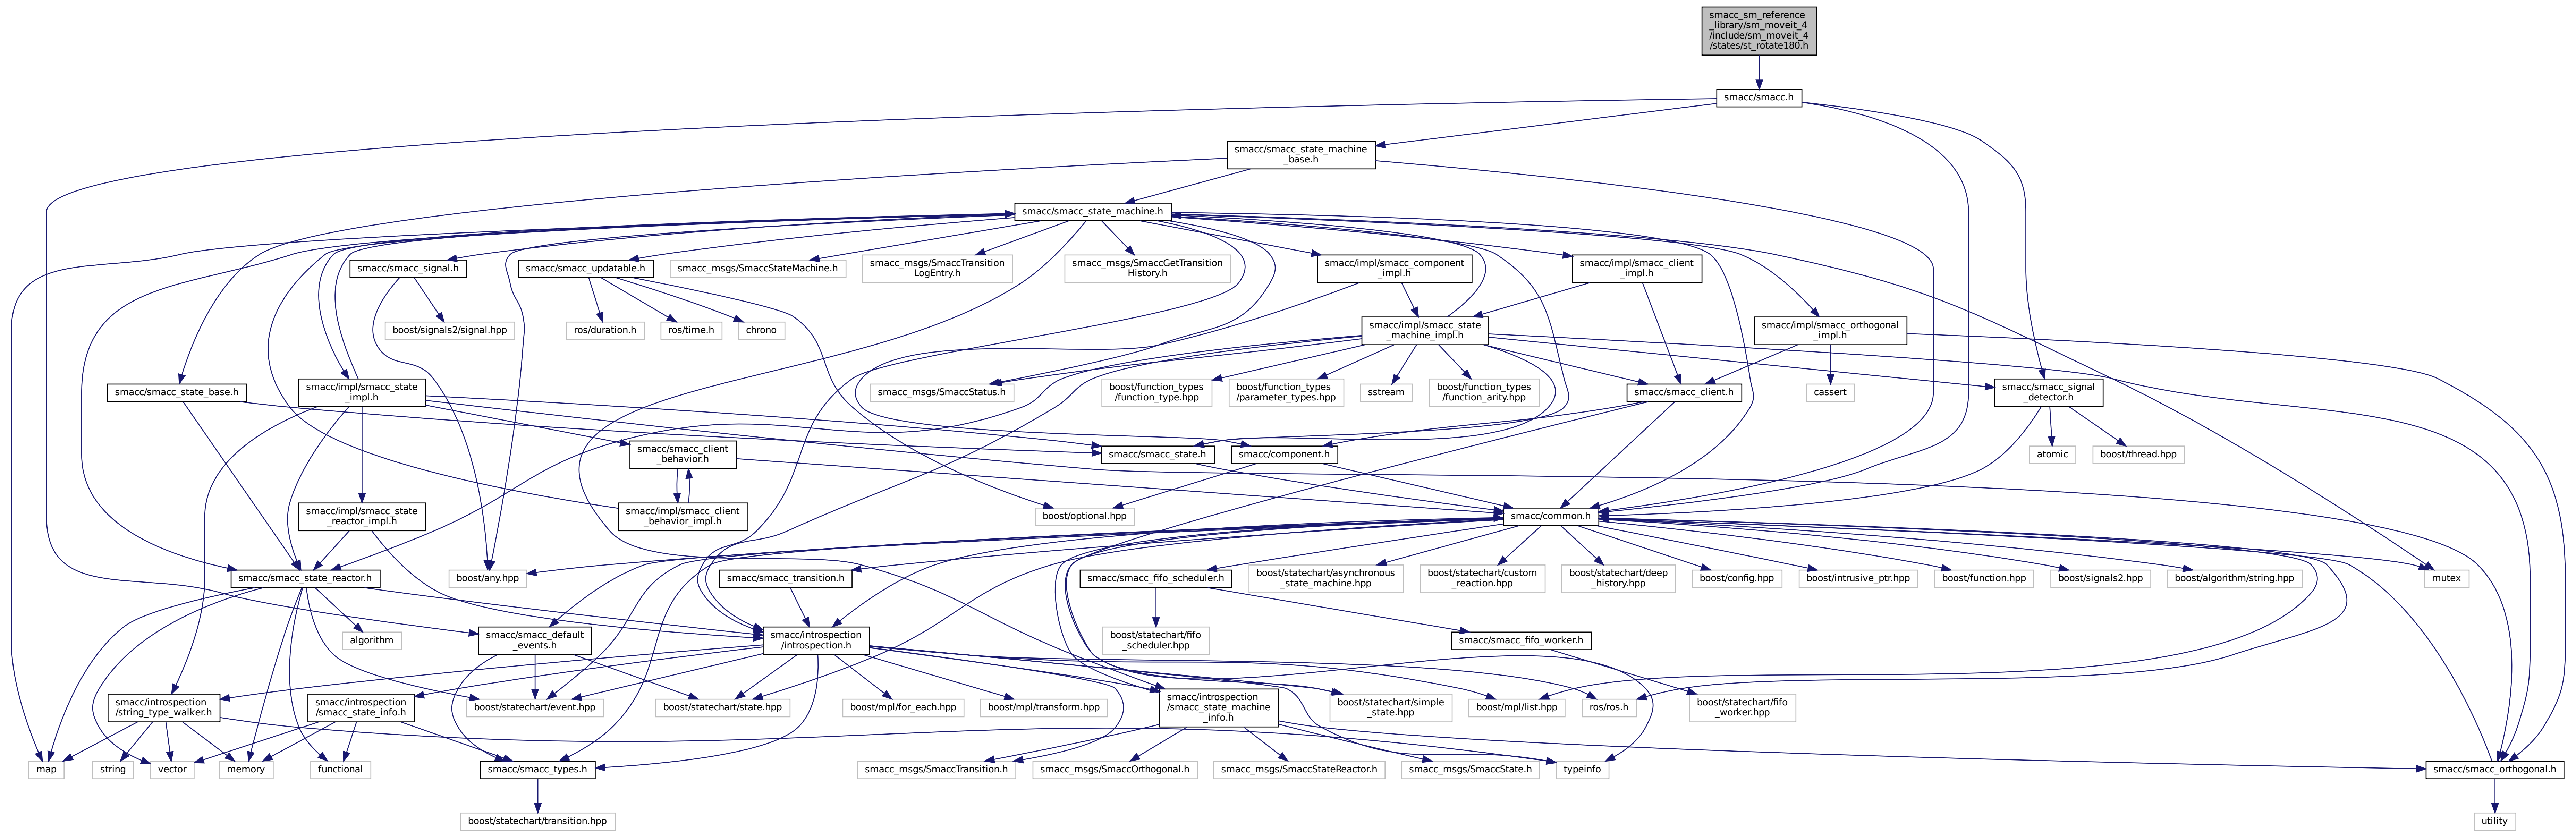 smacc_sm_reference
_library/sm_moveit_4
/include/sm_moveit_4
/states/st_rotate180.h
smacc/smacc.h
smacc/smacc_state_machine
_base.h
smacc/smacc_state_machine.h
smacc/smacc_signal.h
smacc/smacc_updatable.h
smacc_msgs/SmaccStateMachine.h
smacc_msgs/SmaccTransition
LogEntry.h
smacc_msgs/SmaccGetTransition
History.h
smacc/impl/smacc_component
_impl.h
smacc/impl/smacc_client
_impl.h
boost/signals2/signal.hpp
ros/duration.h
ros/time.h
chrono
smacc/impl/smacc_state
_machine_impl.h
smacc/impl/smacc_orthogonal
_impl.h
smacc/smacc_state_base.h
smacc/impl/smacc_state
_impl.h
smacc_msgs/SmaccStatus.h
boost/function_types
/function_type.hpp
boost/function_types
/parameter_types.hpp
sstream
boost/function_types
/function_arity.hpp
smacc/smacc_client.h
cassert
smacc/smacc_signal
_detector.h
smacc/smacc_client
_behavior.h
smacc/smacc_state.h
smacc/component.h
atomic
boost/thread.hpp
smacc/impl/smacc_state
_reactor_impl.h
smacc/impl/smacc_client
_behavior_impl.h
boost/optional.hpp
smacc/common.h
smacc/smacc_state_reactor.h
boost/any.hpp
smacc/smacc_transition.h
smacc/smacc_fifo_scheduler.h
boost/statechart/asynchronous
_state_machine.hpp
boost/statechart/custom
_reaction.hpp
boost/statechart/deep
_history.hpp
boost/config.hpp
boost/intrusive_ptr.hpp
boost/function.hpp
boost/signals2.hpp
boost/algorithm/string.hpp
mutex
algorithm
smacc/smacc_default
_events.h
smacc/introspection
/introspection.h
boost/statechart/fifo
_scheduler.hpp
smacc/smacc_fifo_worker.h
smacc/introspection
/string_type_walker.h
smacc/introspection
/smacc_state_info.h
boost/statechart/event.hpp
boost/statechart/state.hpp
boost/mpl/for_each.hpp
boost/mpl/transform.hpp
smacc/introspection
/smacc_state_machine
_info.h
boost/statechart/simple
_state.hpp
boost/mpl/list.hpp
ros/ros.h
boost/statechart/fifo
_worker.hpp
map
string
vector
memory
functional
smacc/smacc_types.h
smacc_msgs/SmaccTransition.h
smacc_msgs/SmaccOrthogonal.h
smacc_msgs/SmaccStateReactor.h
smacc_msgs/SmaccState.h
typeinfo
smacc/smacc_orthogonal.h
boost/statechart/transition.hpp
utility